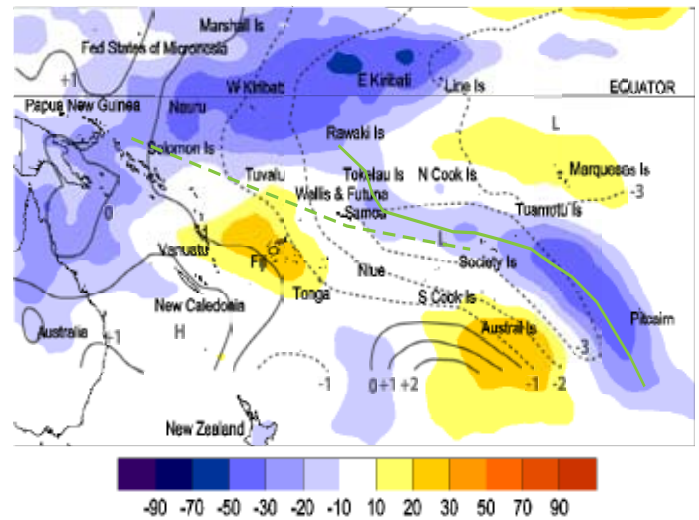 Marshall Is
Fed States of Micronesia
+1
W Kiribati
E Kiribati
Line Is
EQUATOR
Papua New Guinea
Nauru
Rawaki Is
L
Solomon Is
Tuvalu
Tokelau Is
N Cook Is
Marquesas Is
Wallis & Futuna
-3
0
Samoa
Tuamotu Is
Vanuatu
Fiji
L
Society Is
Niue
New Caledonia
Tonga
S Cook Is
Pitcairn
Australia
+1
H
Austral Is
-3
-1
0
+1
+2
-1
-2
New Zealand
-90 -70 -50 -30 -20 -10 10 20 30 50 70 90